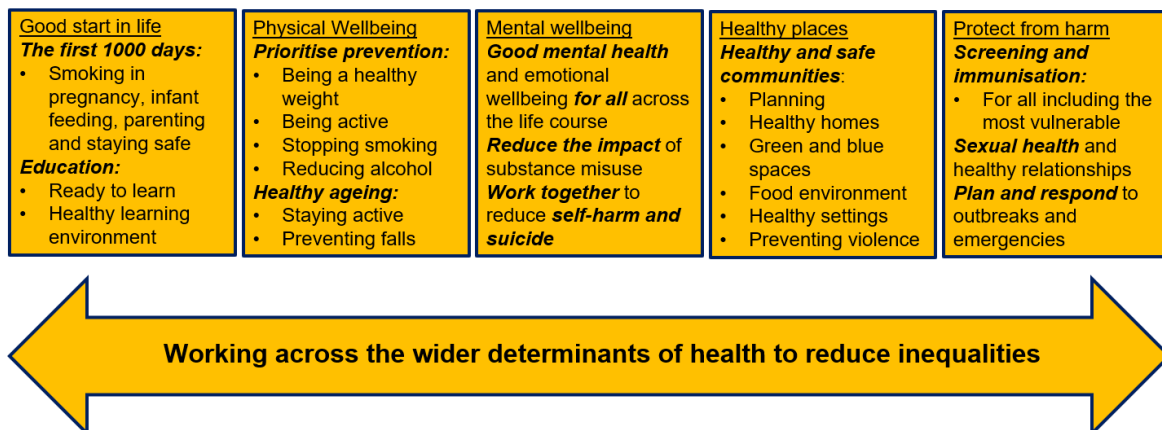 Good start in life
The first 1000 days:
• Smoking in
pregnancy, infant
feeding, parenting
and staying safe
Education:
• Ready to learn
• Healthy learning
environment
Physical Wellbeing
Prioritise prevention:
• Being a healthy
weight
• Being active
• Stopping smoking
• Reducing alcohol
Healthy ageing:
• Staying active
• Preventing falls
Mental wellbeing
Good mental health
and emotional
wellbeing for all across
the life course
Reduce the impact of
substance misuse
Work together to
reduce self-harm and
suicide
Healthy places
Healthy and safe
communities:
• Planning
• Healthy homes
• Green and blue
spaces
• Food environment
• Healthy settings
• Preventing violence
Protect from harm
Screening and
immunisation:
• For all including the
most vulnerable
Sexual health and
healthy relationships
Plan and respond to
outbreaks and
emergencies
Working across the wider determinants of health to reduce inequalities